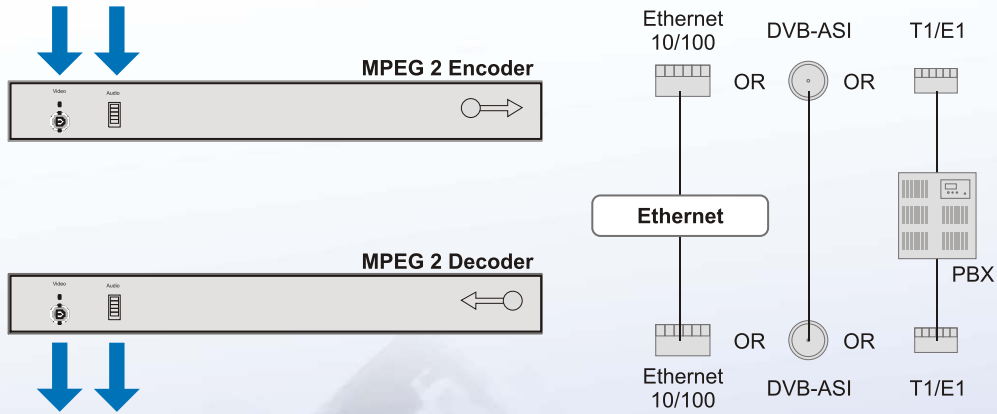 Ethernet
10/100
DVB-ASI
T1/E1
MPEG 2 Encoder
Video
Audio
OR
OR
Ethernet
MPEG 2 Decoder
PBX
Video
Audio
OR
OR
Ethernet
10/100
DVB-ASI
T1/E1